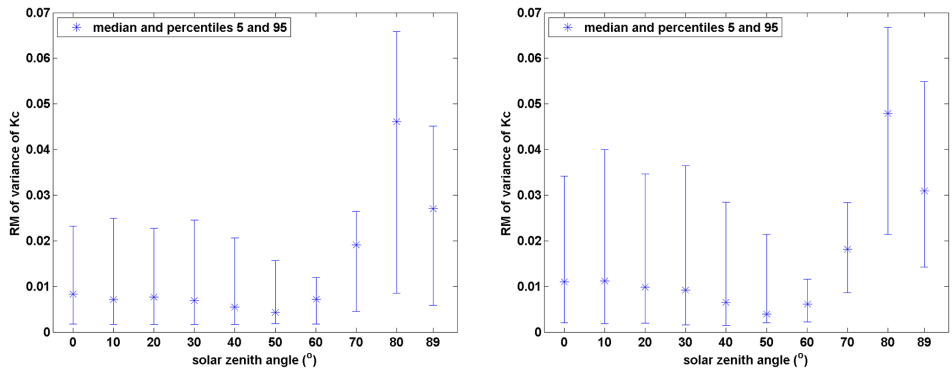 0.07
0.06
0.05
0.04
0.03
0.02
0.01
0
RM of variance of Kc
median and percentiles 5 and 95
0 10 20 30 40 50 60 70 80 89
solar zenith angle (o)
0.07
0.06
0.05
0.04
0.03
0.02
0.01
0
RM of variance of Kc
median and percentiles 5 and 95
0 10 20 30 40 50 60 70 80 89
solar zenith angle (o)